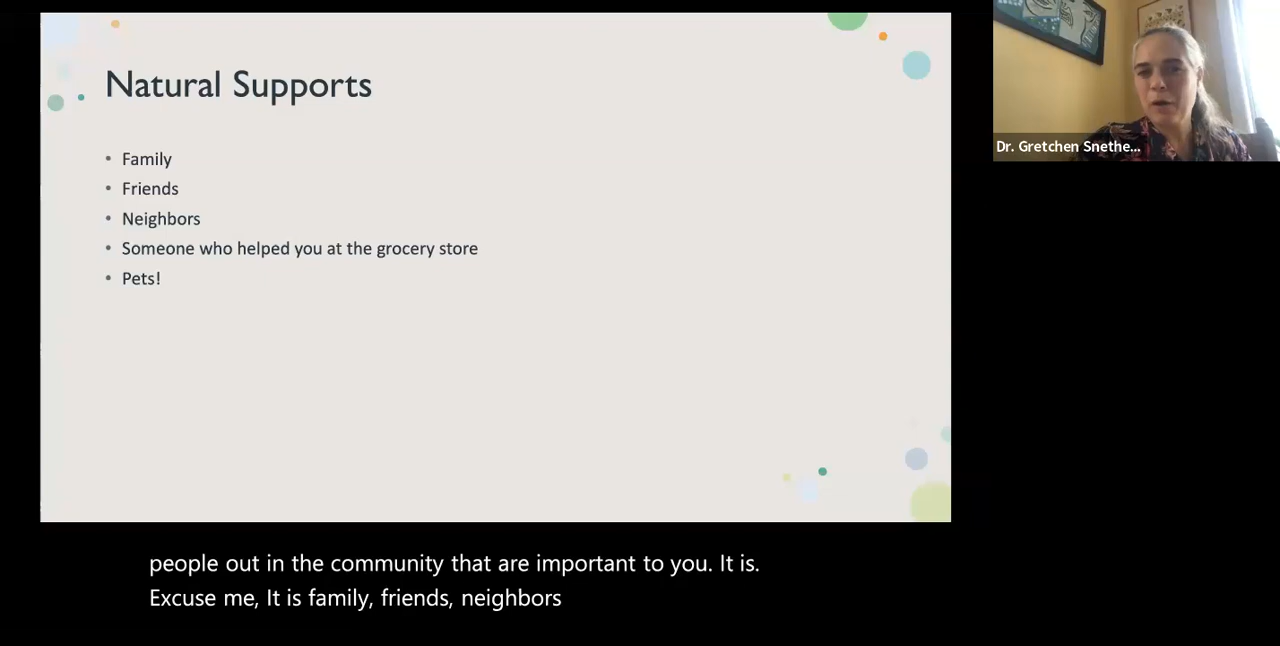 Natural Supports
• Family
• Friends
• Neighbors
• Someone who helped you at the grocery store
• Pets!
Dr. Gretchen Snethe...
people out in the community that are important to you. It is.
Excuse me, It is family, friends, neighbors